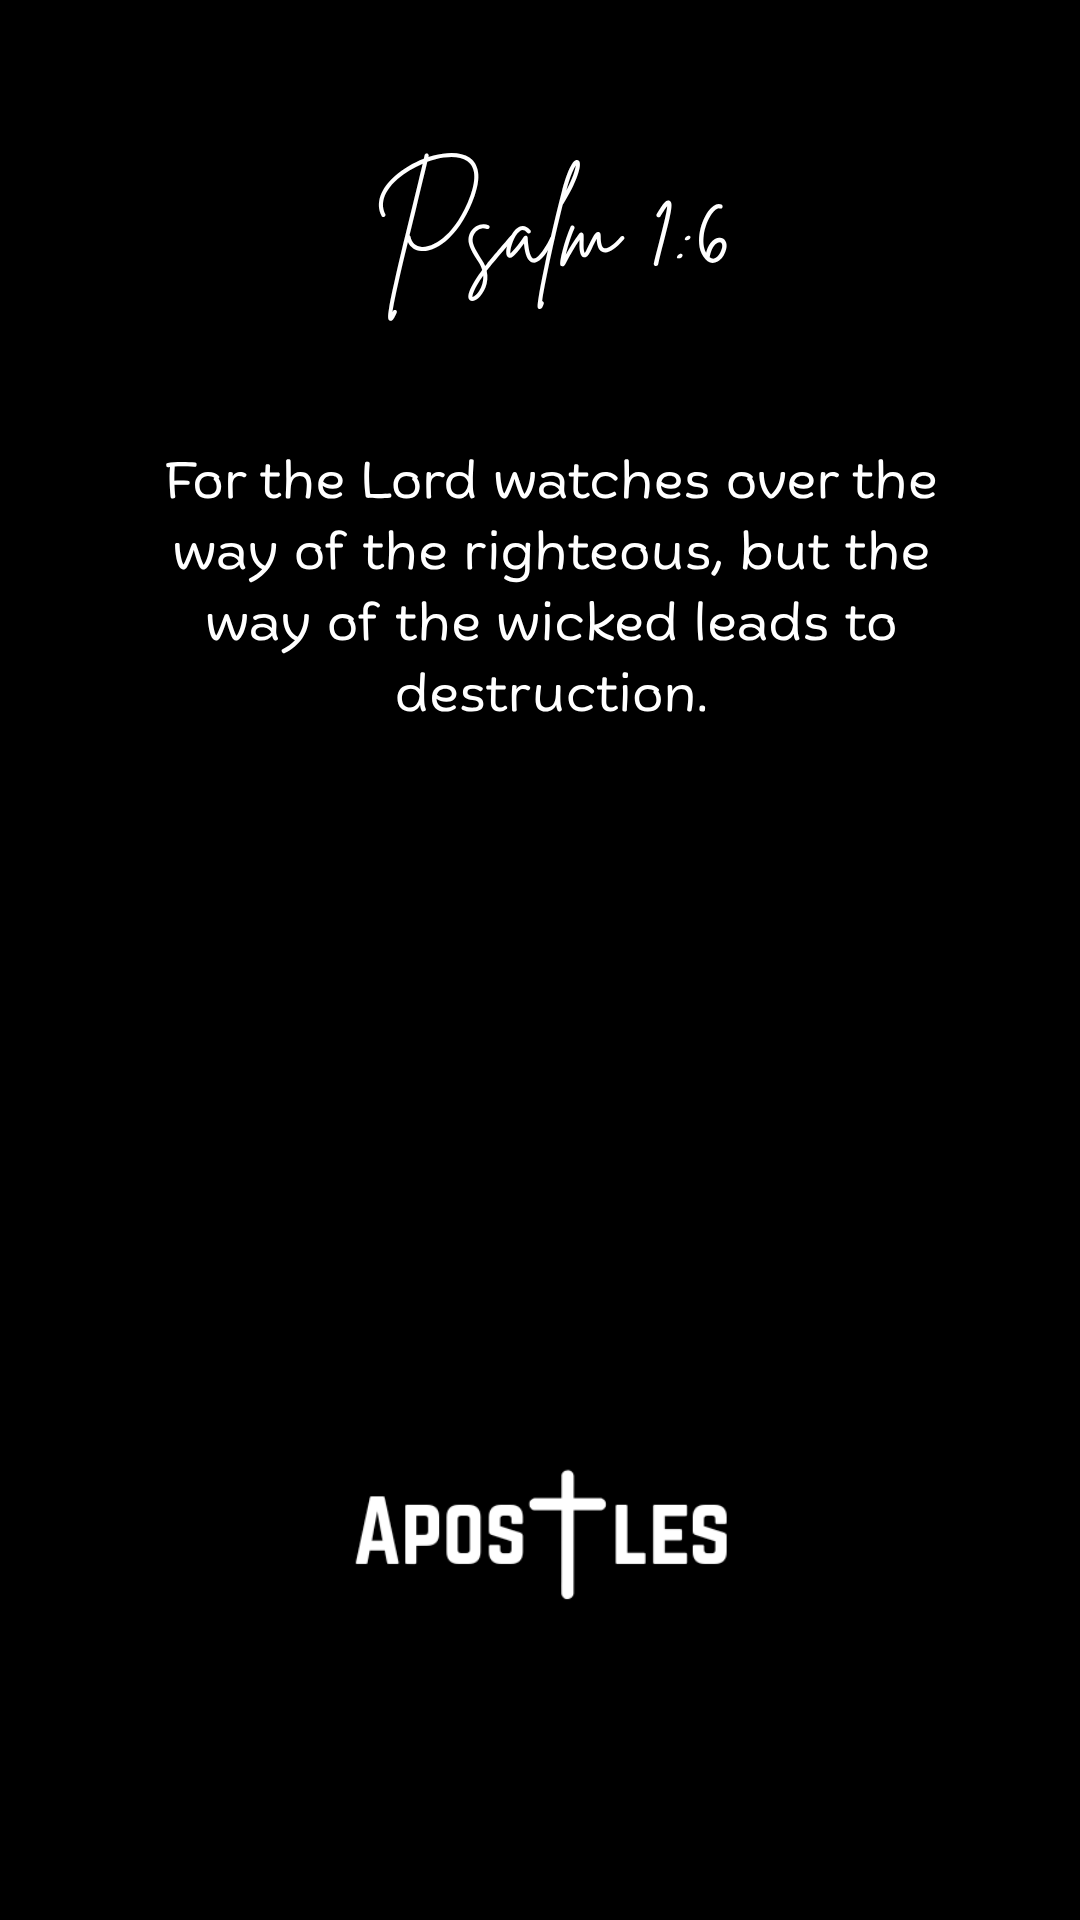 Psalm 1:6
For the Lord watches over the
way of the righteous, but the
way of the wicked leads to
destruction.
APOSTLES